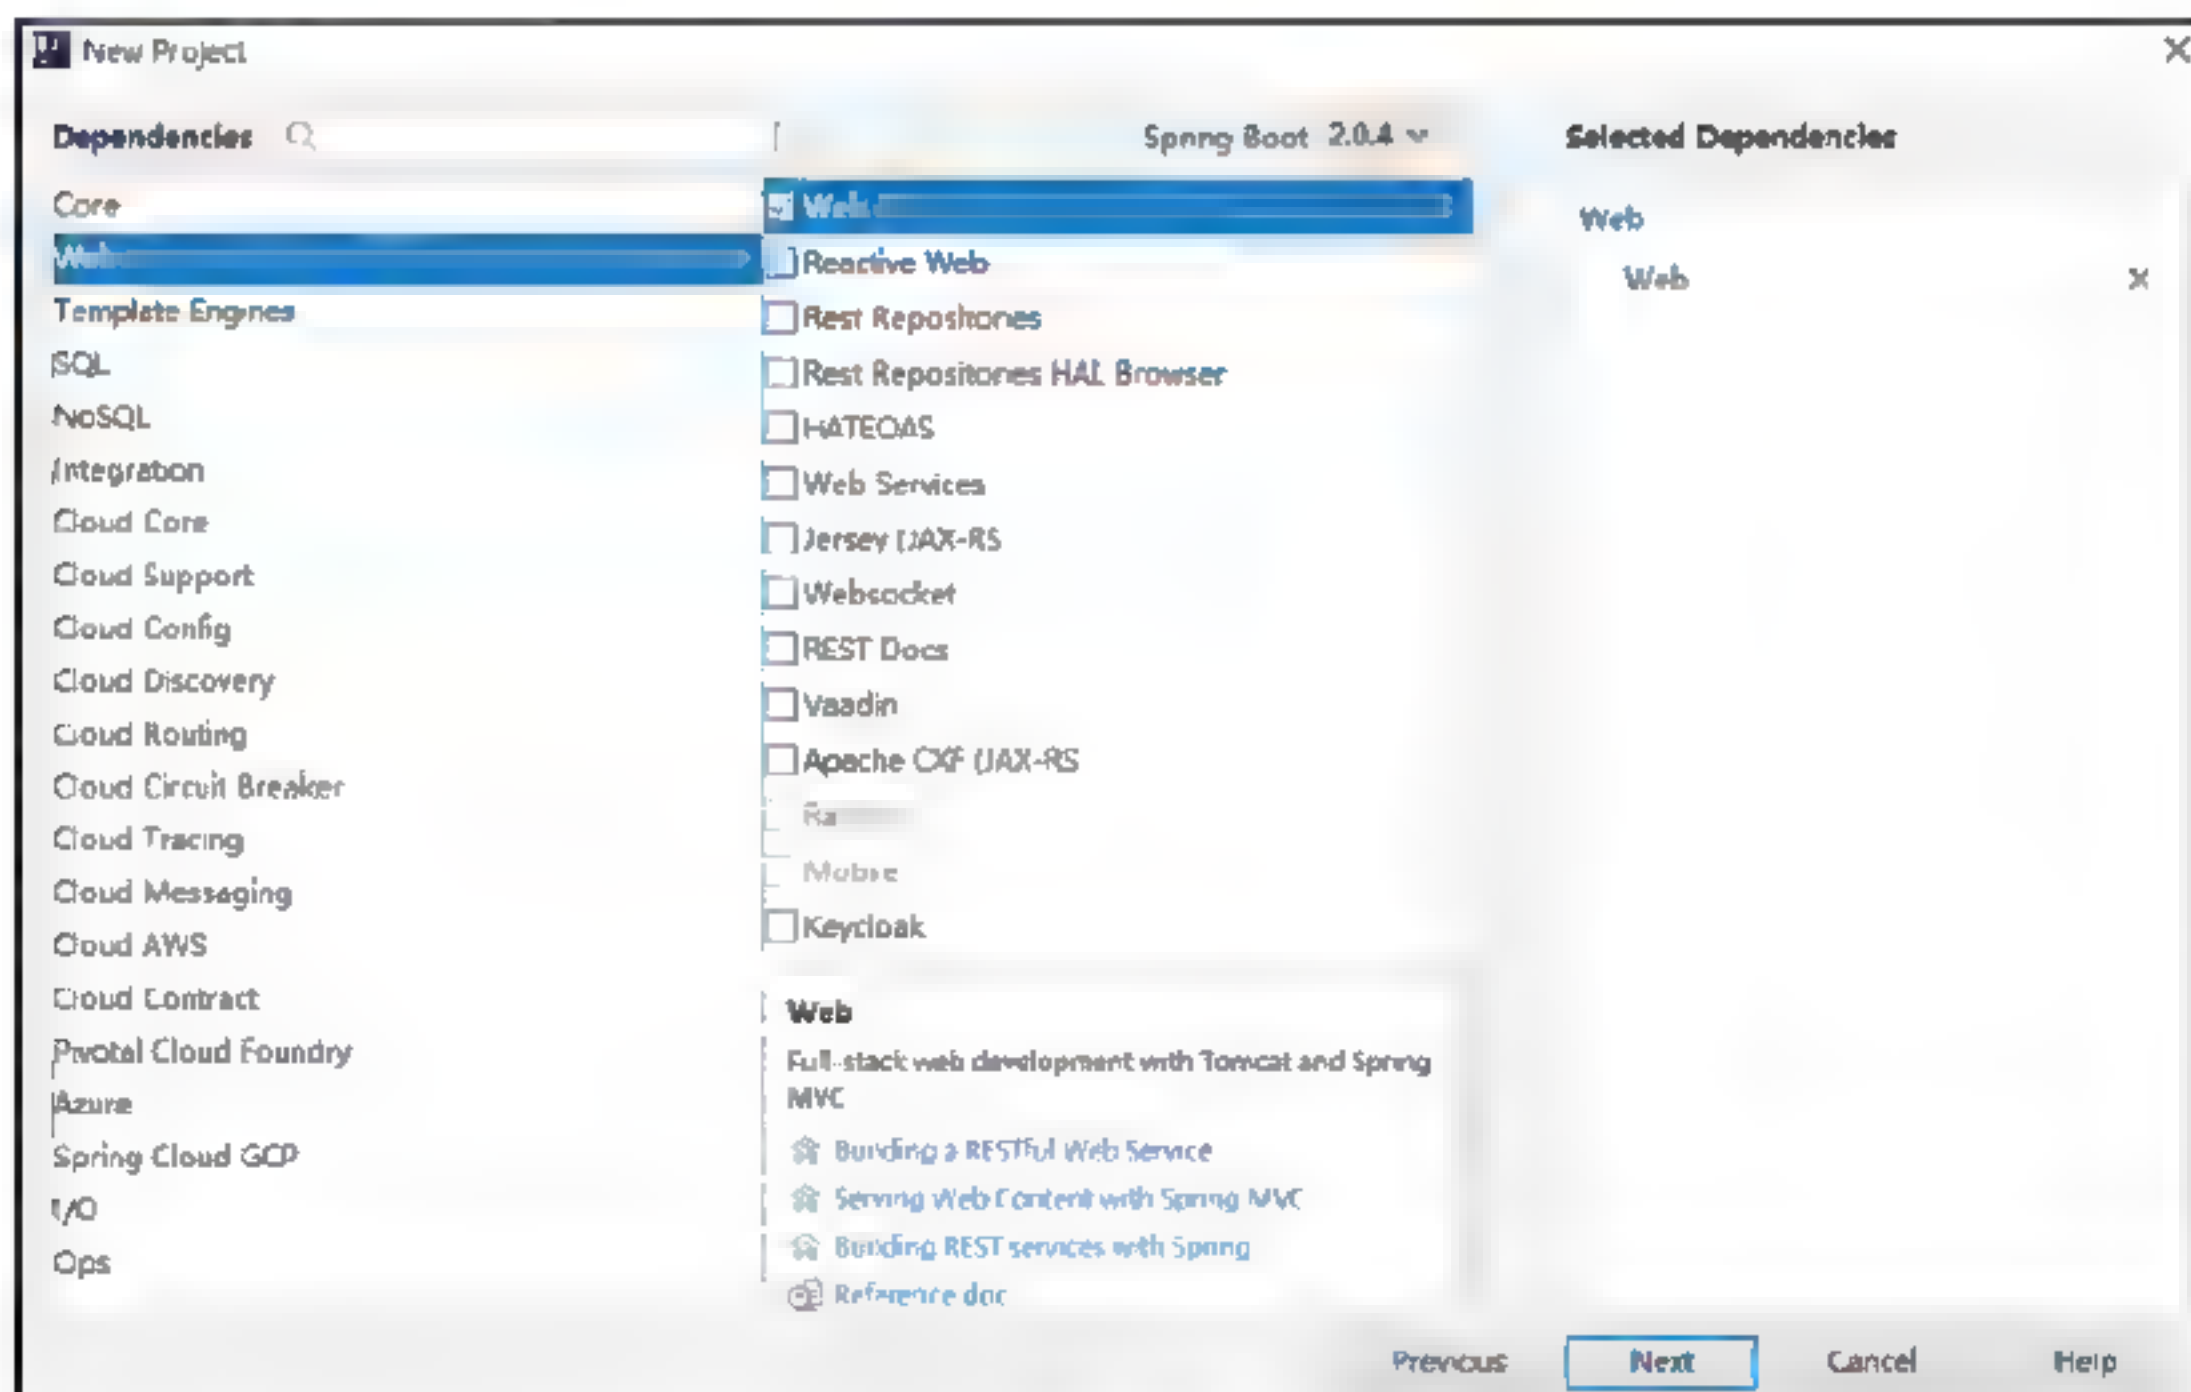 New Project
Dependencies
Spring Boot 2.0.4
Selected Dependencies
Core
Web
Template Engines
SQL
NoSQL
Integration
Cloud Core
Cloud Support
Cloud Config
Cloud Discovery
Cloud Routing
Cloud Circuit Breaker
Cloud Tracing
Cloud Messaging
Cloud AWS
Cloud Contract
Pivotal Cloud Foundry
Azure
Spring Cloud GCP
I/O
Ops
Web
Reactive Web
Rest Repositories
Rest Repositories HAL Browser
HATEOAS
Web Services
Jersey (JAX-RS
Websocket
REST Docs
Vaadin
Apache CXF (JAX-RS
Mobile
Keycloak
Web
Full-stack web development with Tomcat and Spring
MVC
Building a RESTful Web Service
Serving Web Content with Spring MVC
Building REST services with Spring
Reference doc
Web
Web
Previous
Next
Cancel
Help